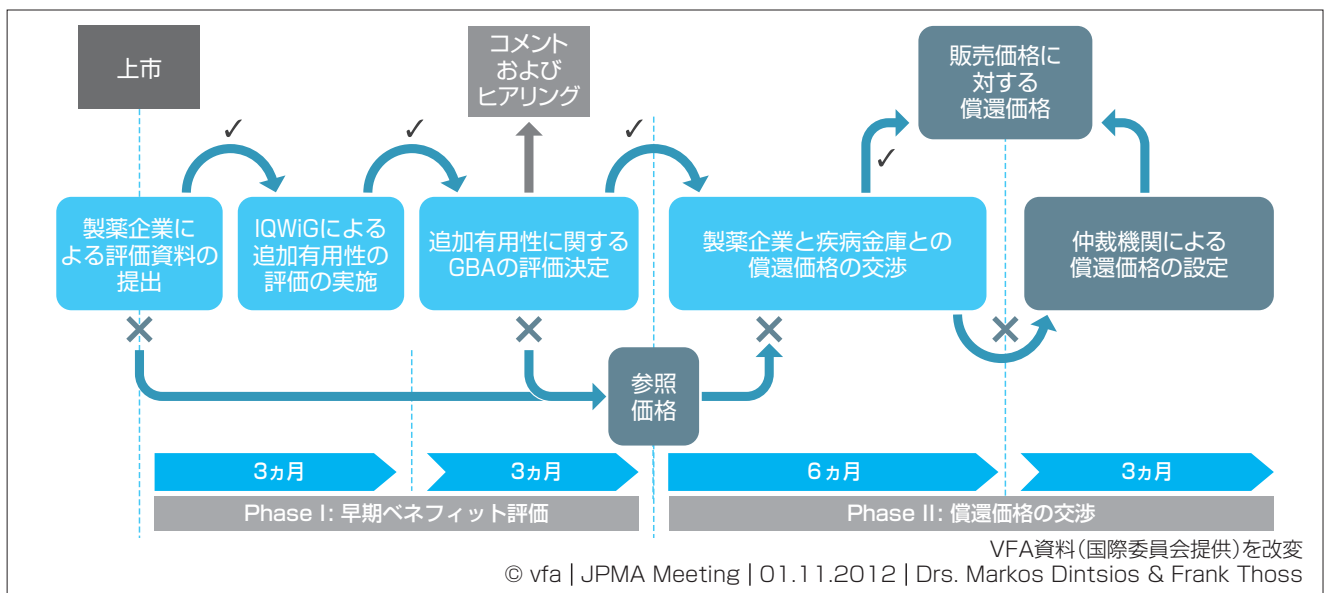 上市
コメント
および
ヒアリング
販売価格に
対する
償還価格
✓
✓
✓
✓
製薬企業に
よる評価資料の
提出
IQWiGによる
追加有用性の
評価の実施
追加有用性に関する
GBAの評価決定
製薬企業と疾病金庫との
償還価格の交渉
仲裁機関による
償還価格の設定
×
×
×
×
参照
価格
3ヵ月
3ヵ月
6ヵ月
3ヵ月
Phase I: 早期ベネフィット評価
Phase II: 償還価格の交渉
VFA資料(国際委員会提供)を改変
© vfa | JPMA Meeting | 01.11.2012 | Drs. Markos Dintsios & Frank Thoss